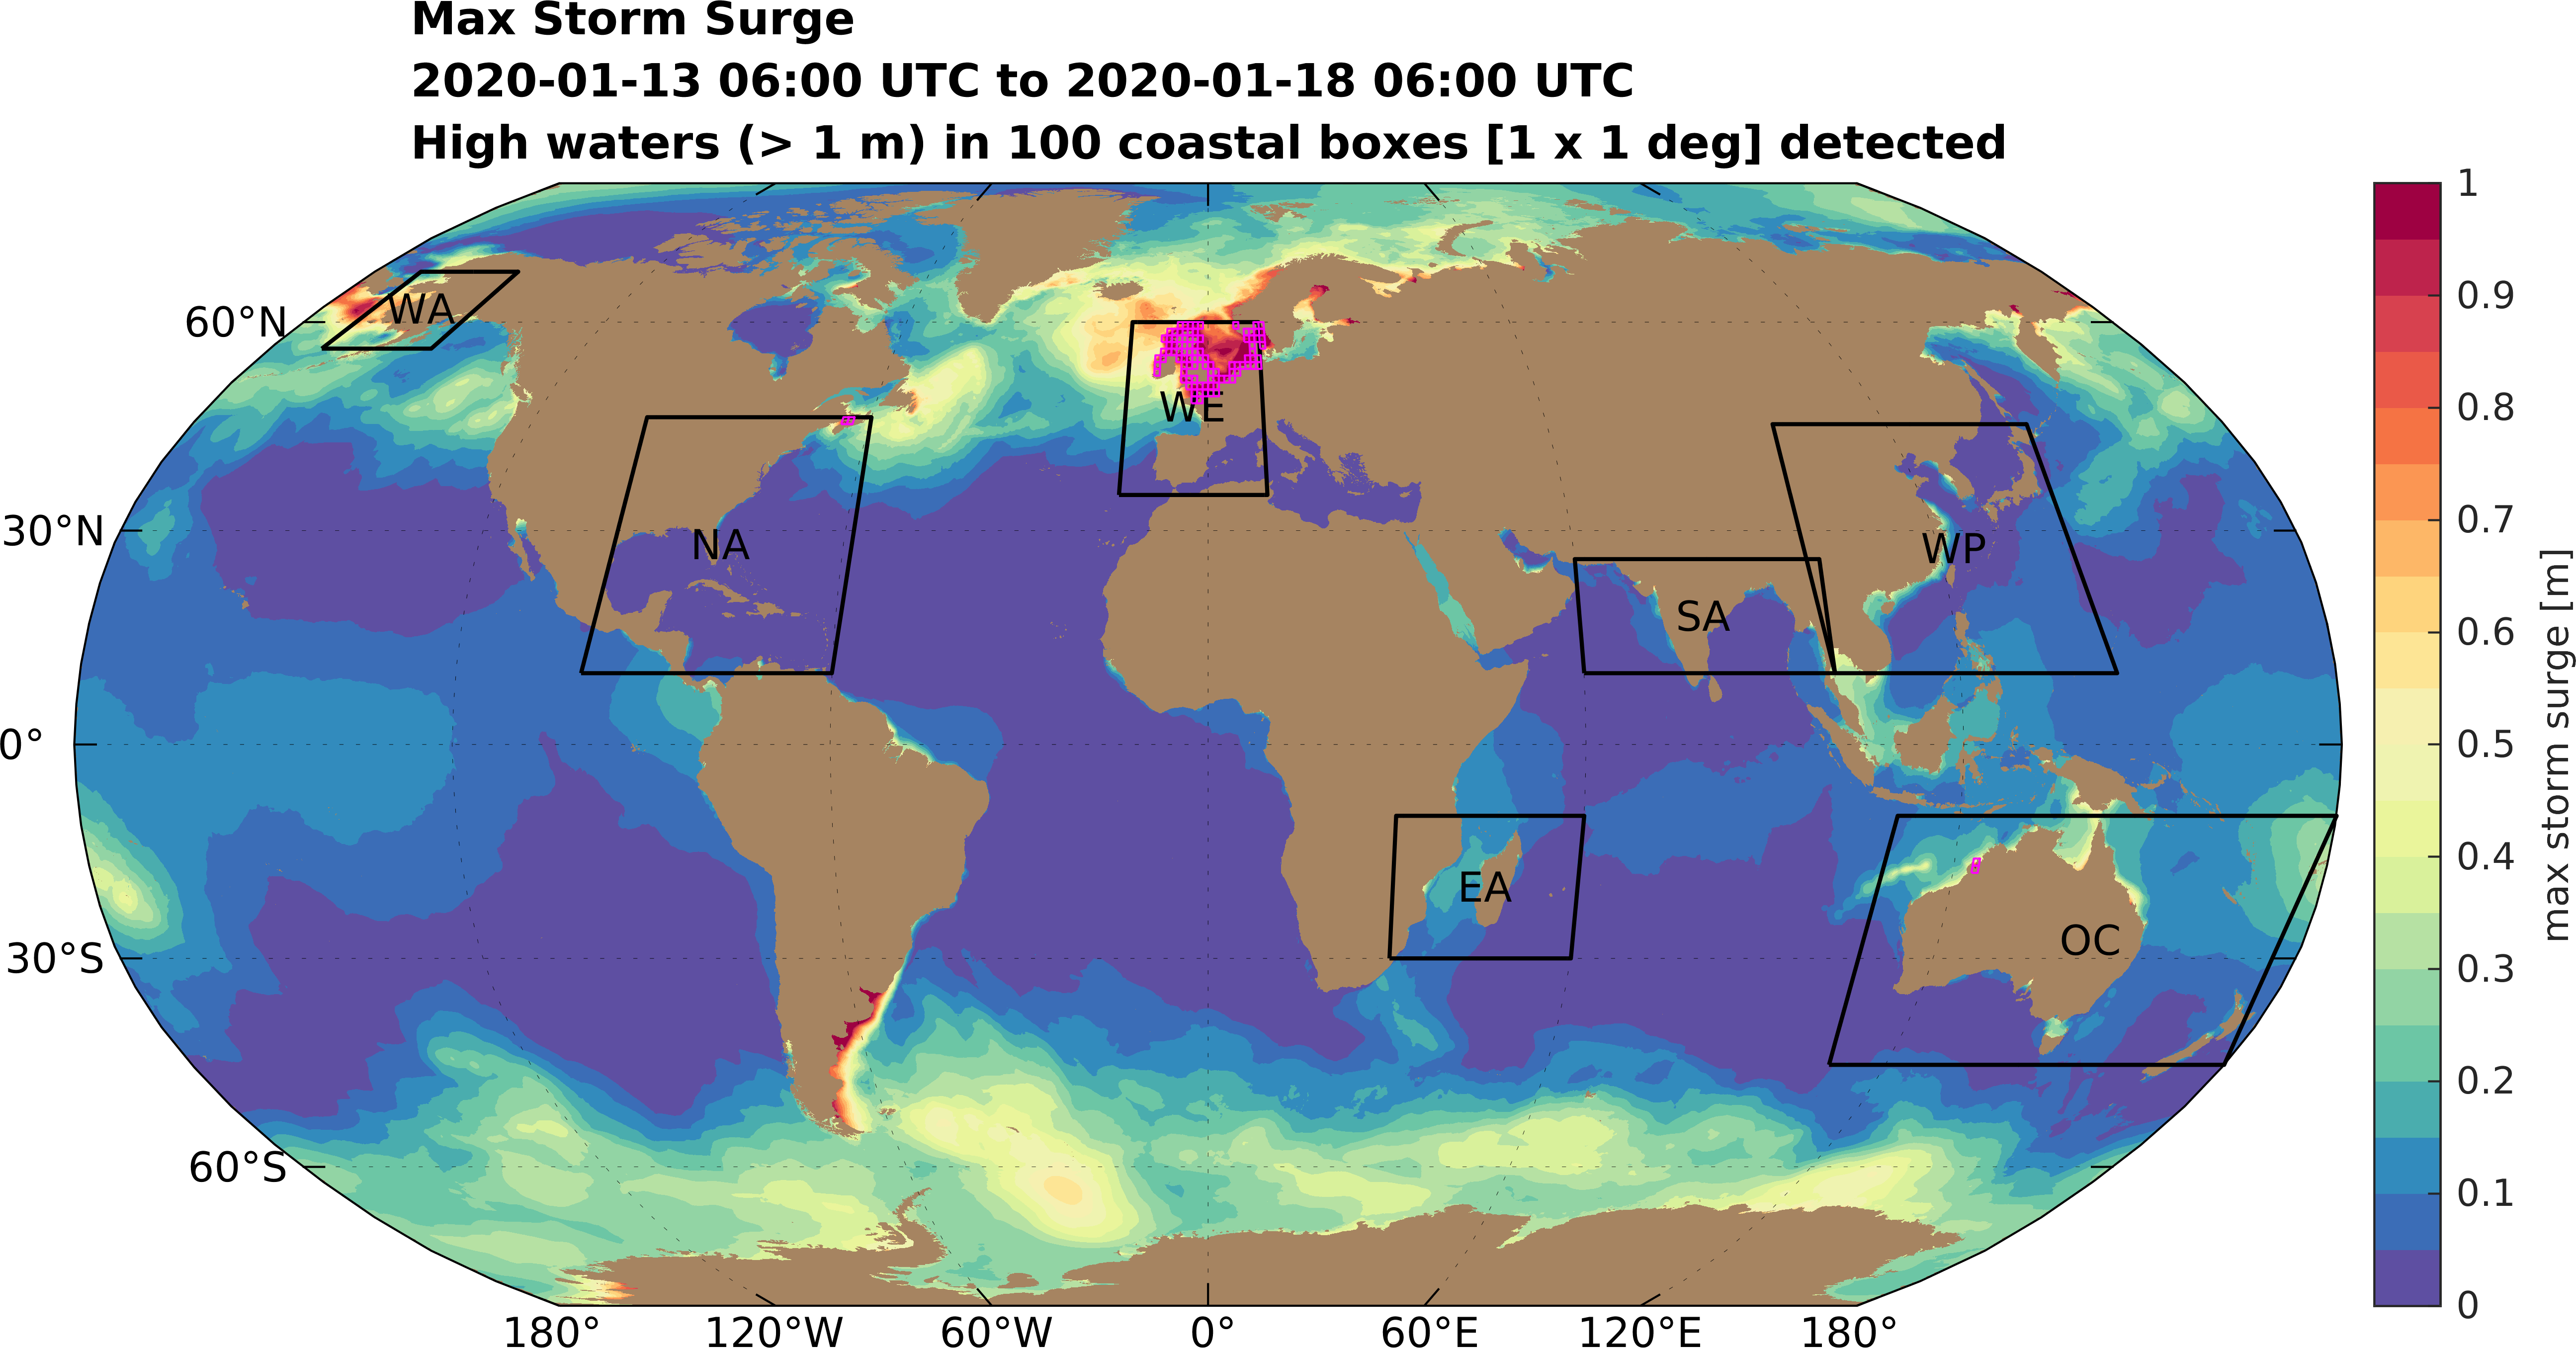 Max Storm Surge
2020-01-13 06:00 UTC to 2020-01-18 06:00 UTC
High waters (> 1 m) in 100 coastal boxes [1 x 1 deg] detected
60°N
30°N
0°
30°S
60°S
WA
NA
WE
WP
SA
EA
OC
180°
120°W
60°W
0°
60°E
120°E
180°
1
0.9
0.8
0.7
0.6
0.5
0.4
0.3
0.2
0.1
0
max storm surge [m]